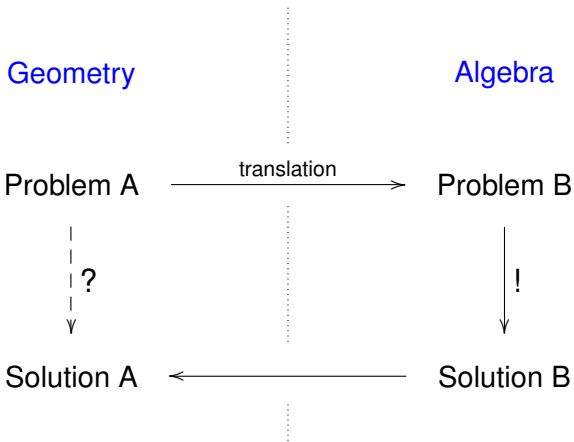 Geometry Algebra
translation
Problem A Problem B
? !
Solution A Solution B